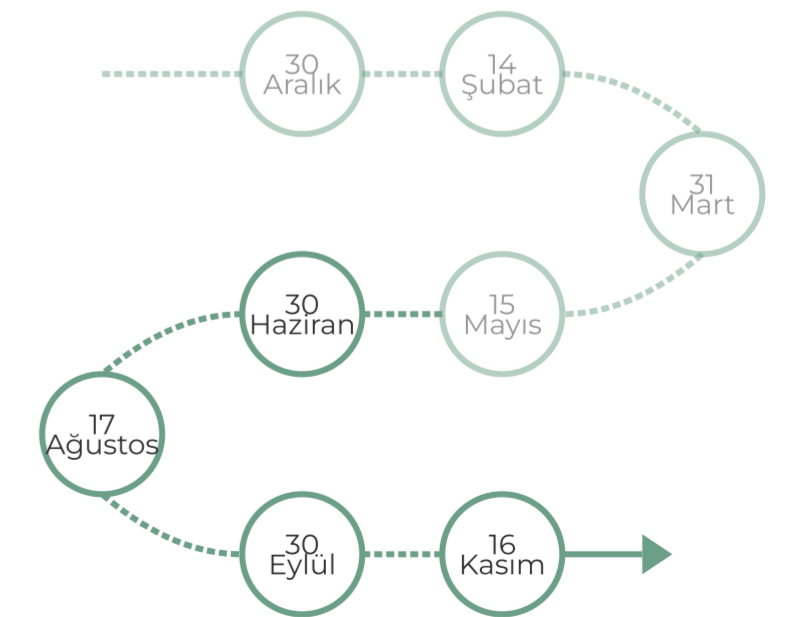 30
Aralık
14
Şubat
31
Mart
15
Mayıs
30
Haziran
17
Ağustos
30
Eylül
16
Kasım